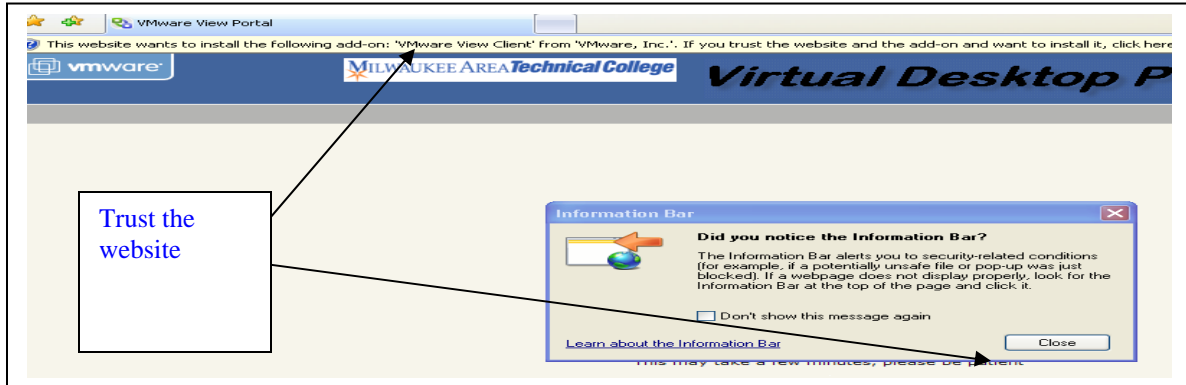 VMware View Portal
This website wants to install the following add-on: 'VMware View Client' from 'VMware, Inc.'. If you trust the website and the add-on and want to install it, click here
vmware
MILWAUKEE AREA Technical College
Virtual Desktop P
Trust the
website
Information Bar
Did you notice the Information Bar?
The Information Bar alerts you to security-related conditions
(for example, if a potentially unsafe file or pop-up was just
blocked). If a webpage does not display properly, look for the
Information Bar at the top of the page and click it.
Don't show this message again
Learn about the Information Bar
Close
This may take a few minutes, please be patient